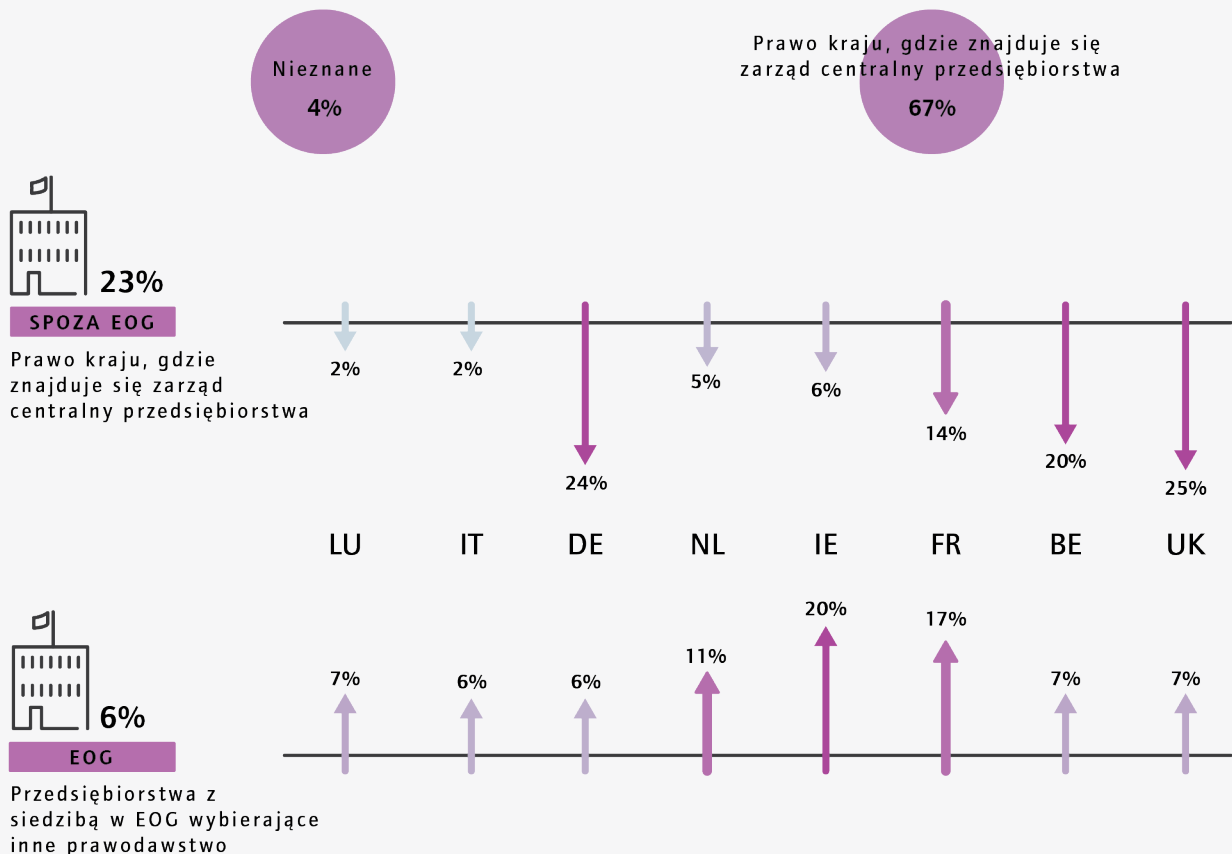 Nieznane
4%
Prawo kraju, gdzie znajduje się
zarząd centralny przedsiębiorstwa
67%
23%
SPOZA EOG
Prawo kraju, gdzie
znajduje się zarząd
centralny przedsiębiorstwa
2% 2% 24% 5% 6% 14% 20% 25%
LU IT DE NL IE FR BE UK
7% 6% 6% 11% 20% 17% 7% 7%
6%
EOG
Przedsiębiorstwa z
siedzibą w EOG wybierające
inne prawodawstwo